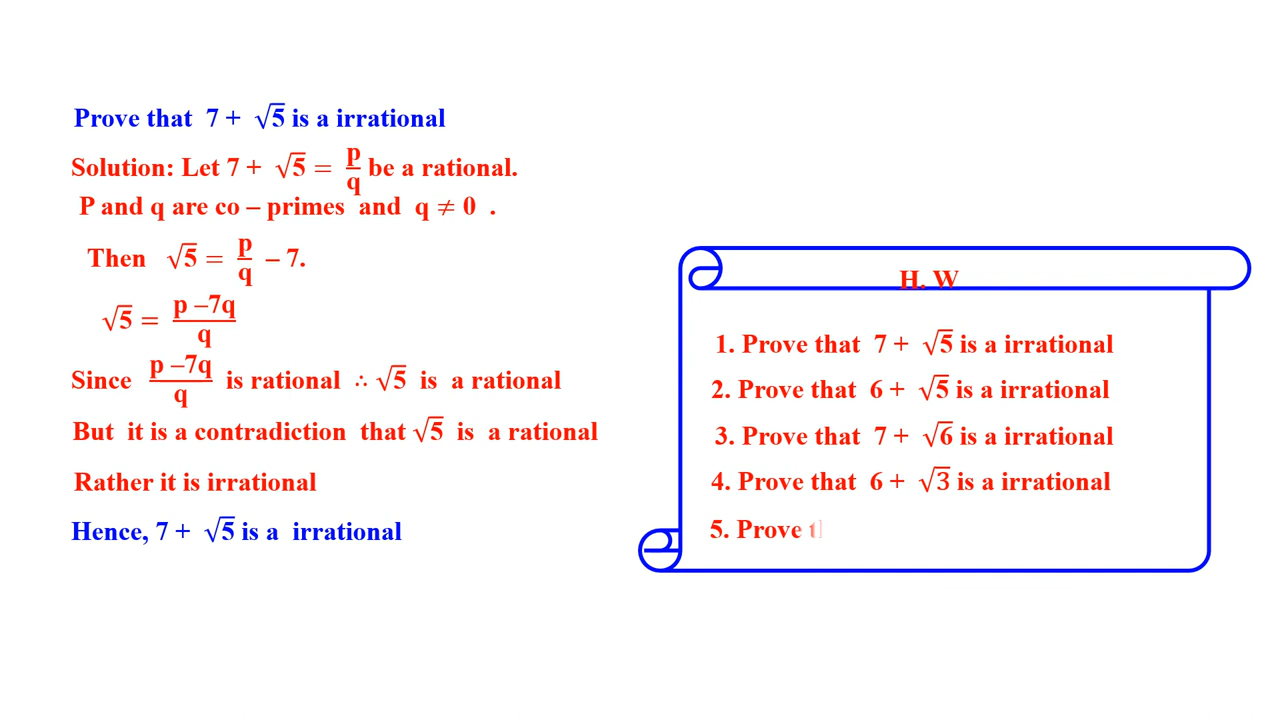 Prove that 7 + √5 is a irrational
Solution: Let 7 + √5 = p/q be a rational.
P and q are co – primes and q ≠ 0 .
Then √5 = p/q – 7.
√5 = p –7q/q
Since p –7q/q is rational ∴ √5 is a rational
But it is a contradiction that √5 is a rational
Rather it is irrational
Hence, 7 + √5 is a irrational
H. W
1. Prove that 7 + √5 is a irrational
2. Prove that 6 + √5 is a irrational
3. Prove that 7 + √6 is a irrational
4. Prove that 6 + √3 is a irrational
5. Prove